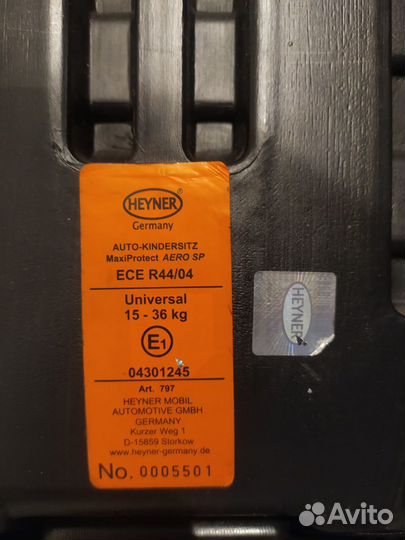 HEYNER®
Germany
AUTO-KINDERSITZ
MaxiProtect AERO SP
ECE R44/04
Universal
15 - 36 kg
E1
04301245
Art. 797
HEYNER MOBIL
AUTOMOTIVE GMBH
GERMANY
Kurzer Weg 1
D-15859 Storkow
www.heyner-germany.de
No. 0005501
HEYNER
Avito